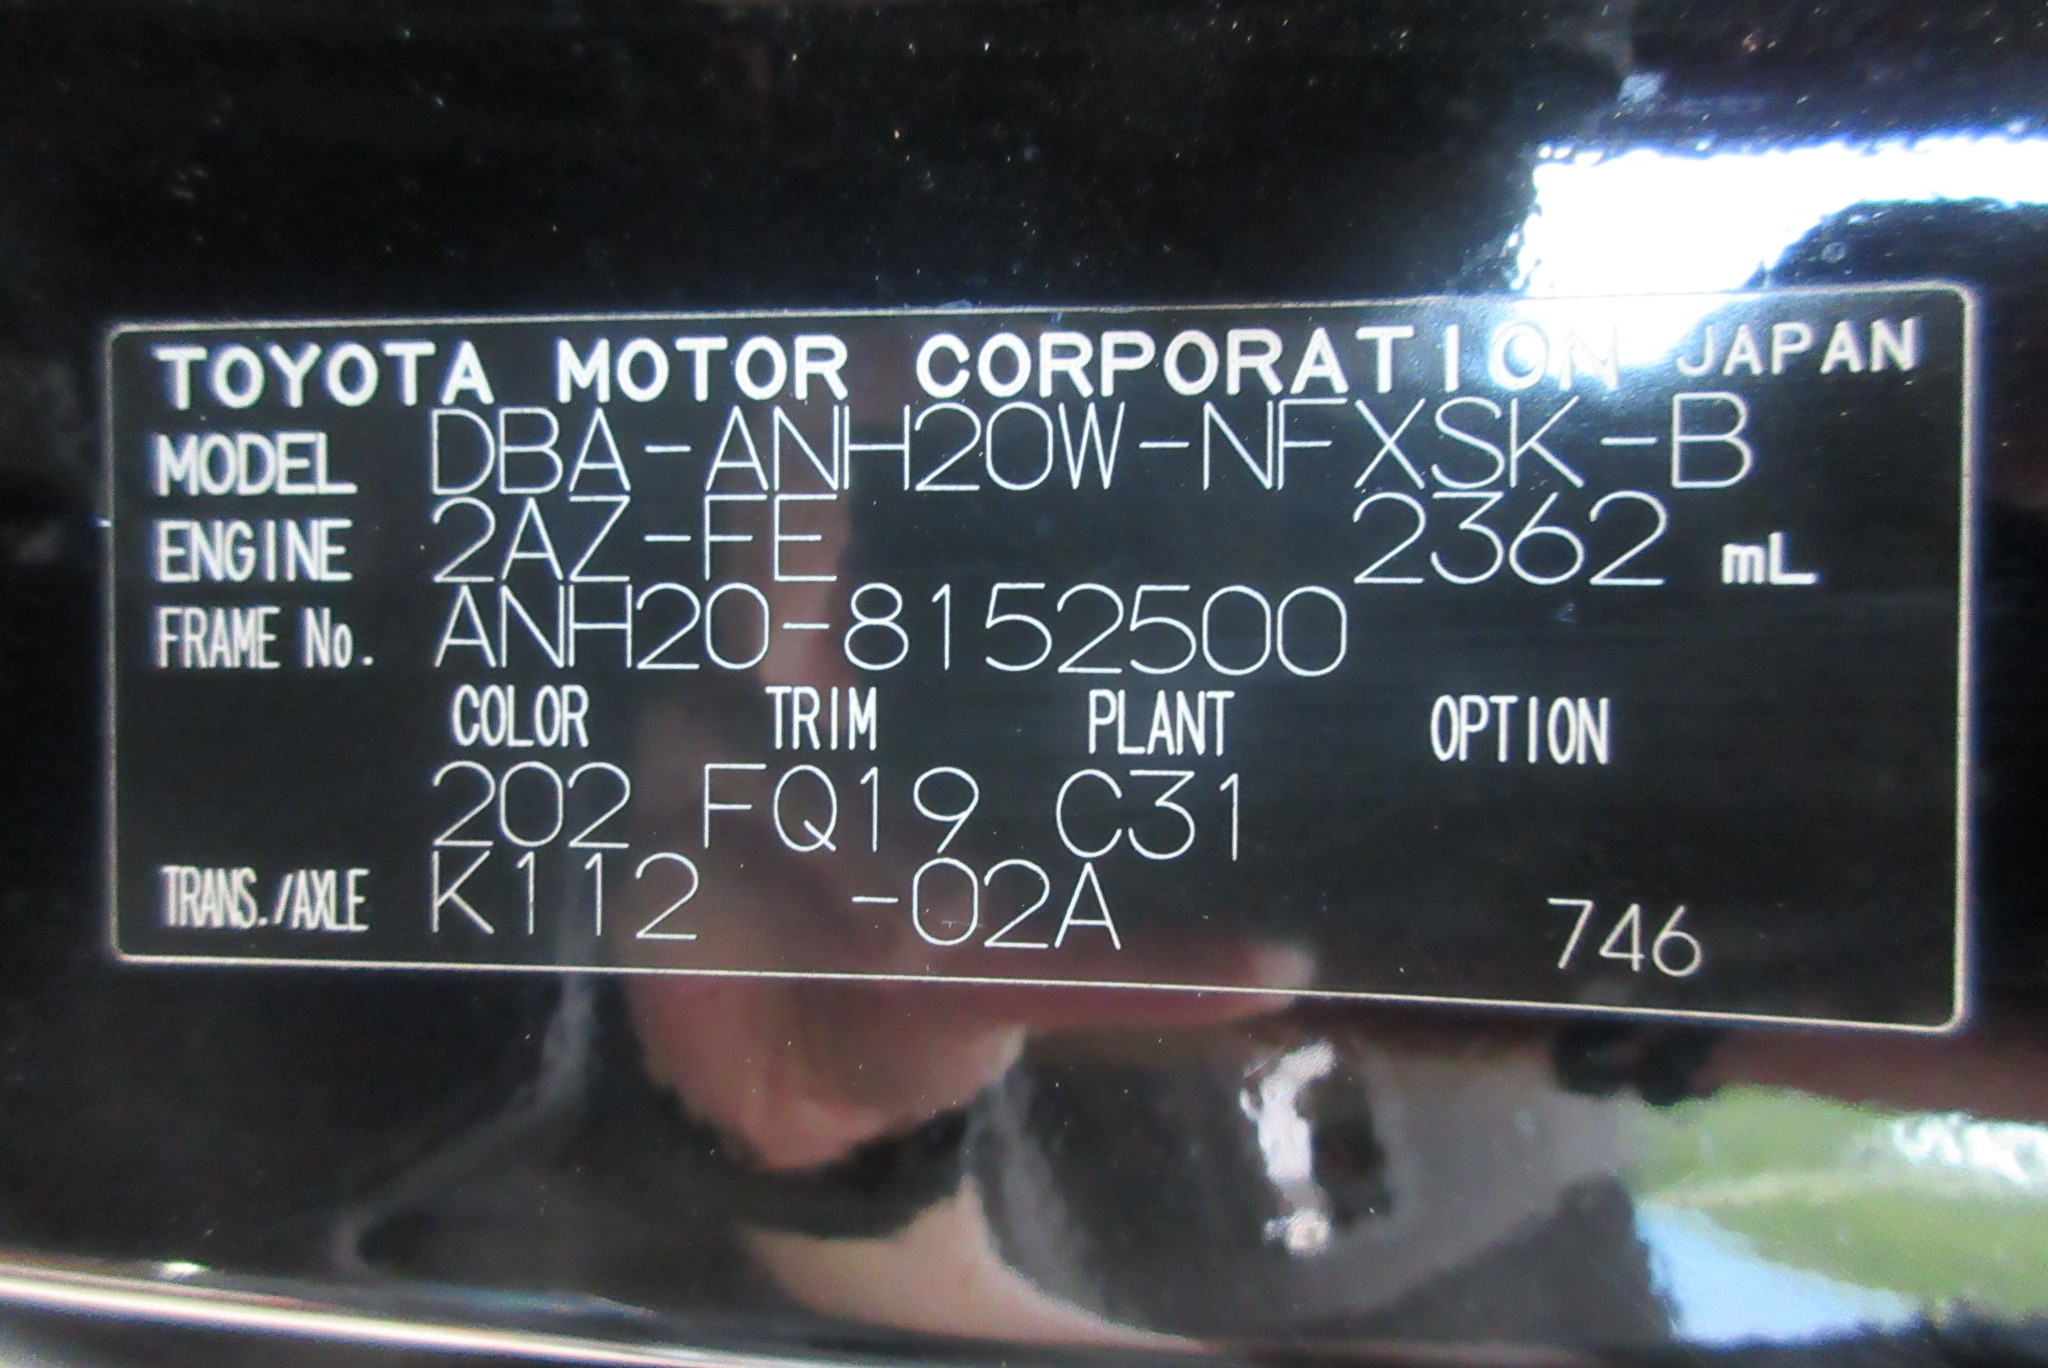 TOYOTA MOTOR CORPORATION JAPAN
MODEL DBA-ANH20W-NFXSK-B
ENGINE 2AZ-FE 2362 mL
FRAME No. ANH20-8152500
COLOR TRIM PLANT OPTION
202 FQ19 C31
TRANS./AXLE K112 -02A 746